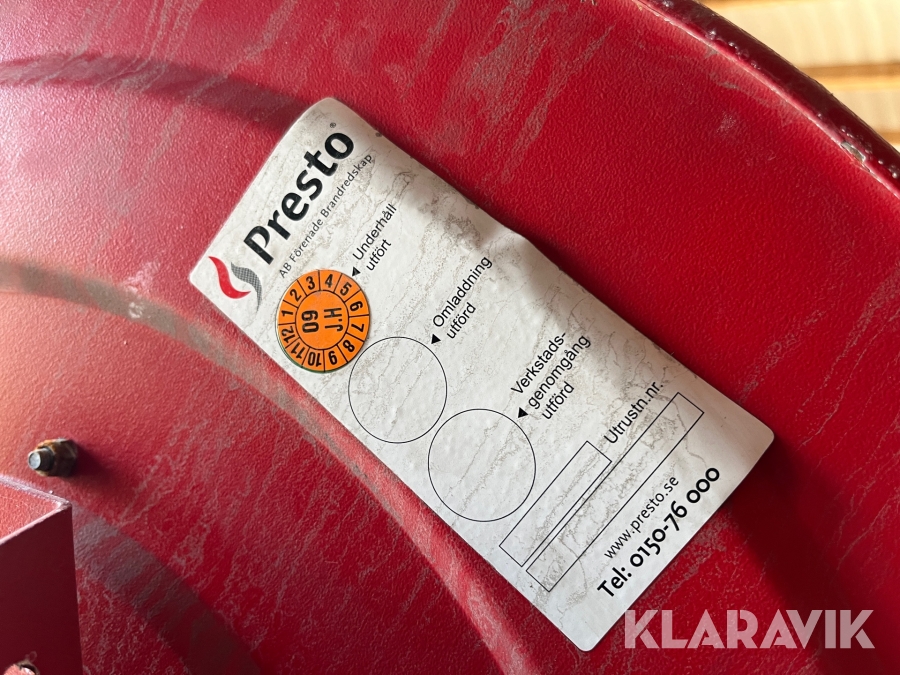 Presto®
AB Förenade Brandredskap
◄ Underhåll
utfört
1 2 3 4 5 6 7 8 9 10 11 12
J.H
09
◄ Omladdning
utförd
◄ Verkstads-
genomgång
utförd
Utrustn.nr.
www.presto.se
Tel: 0150-76 000
KLARAVIK